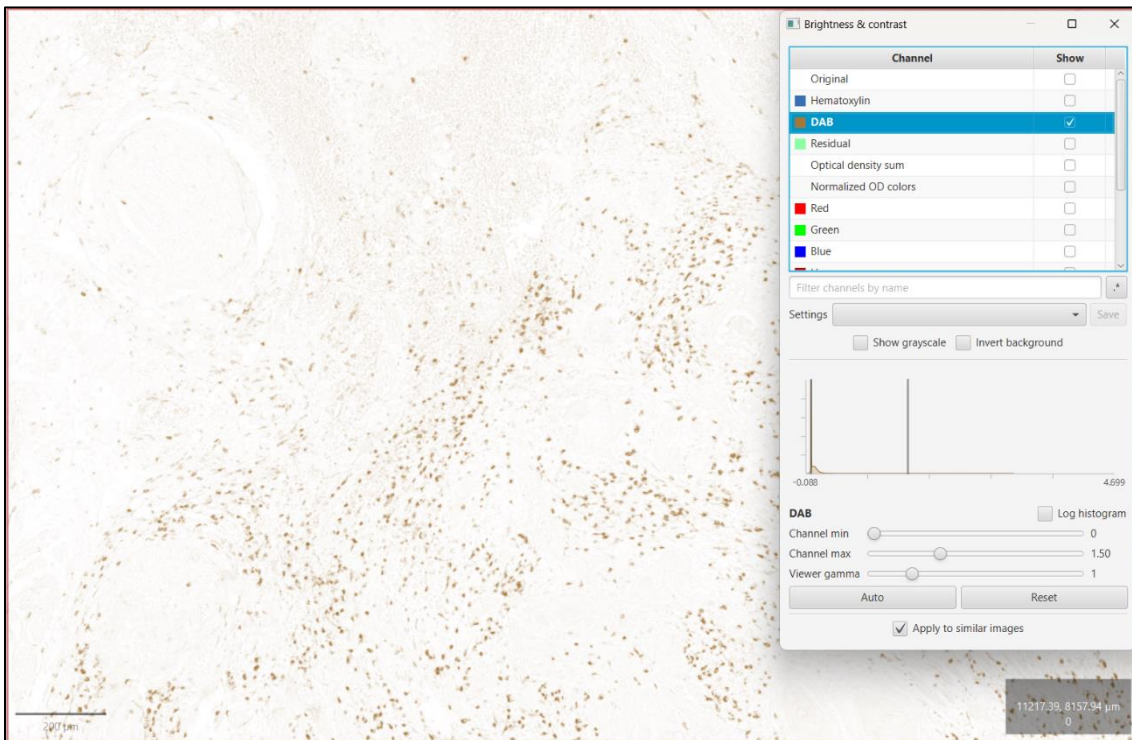 Brightness & contrast
Channel Show
Original
Hematoxylin
DAB
Residual
Optical density sum
Normalized OD colors
Red
Green
Blue
Filter channels by name .*
Settings Save
Show grayscale Invert background
-0.088 4.699
DAB Log histogram
Channel min 0
Channel max 1.50
Viewer gamma 1
Auto Reset
Apply to similar images
200 µm
11217.39, 8157.94 µm
0